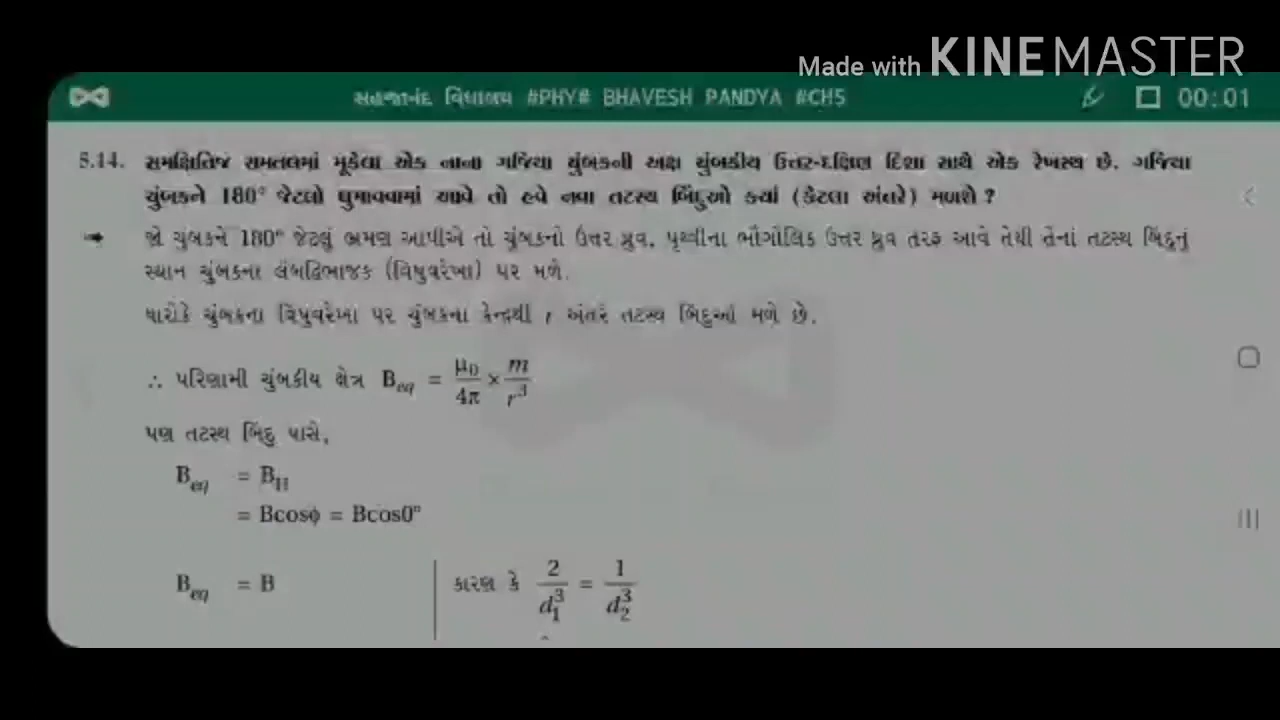 Made with KINEMASTER
સહજાનંદ વિધાલય #PHY# BHAVESH PANDYA #CH5
00:01
5.14. સમક્ષિતિજ સમતલમાં મૂકેલા એક નાના ગજિયા ચુંબકની અક્ષ ચુંબકીય ઉત્તર-દક્ષિણ દિશા સાથે એક રેખસ્થ છે. ગજિયા
ચુંબકને 180° જેટલો ઘુમાવવામાં આવે તો હવે નવા તટસ્થ બિંદુઓ ક્યાં (કેટલા અંતરે) મળશે ?
➡ જો ચુંબકને 180° જેટલું ભ્રમણ આપીએ તો ચુંબકનો ઉત્તર ધ્રુવ, પૃથ્વીના ભૌગોલિક ઉત્તર ધ્રુવ તરફ આવે તેથી તેનાં તટસ્થ બિંદુનું
સ્થાન ચુંબકના લંબદ્વિભાજક (વિષુવરેખા) પર મળે.
ધારોકે ચુંબકના વિષુવરેખા પર ચુંબકના કેન્દ્રથી r અંતરે તટસ્થ બિંદુઓ મળે છે.
∴ પરિણામી ચુંબકીય ક્ષેત્ર B_eq = μ₀/4π × m/r³
પણ તટસ્થ બિંદુ પાસે,
B_eq = B_H
= Bcosϕ = Bcos0°
B_eq = B | કારણ કે 2/d₁³ = 1/d₂³